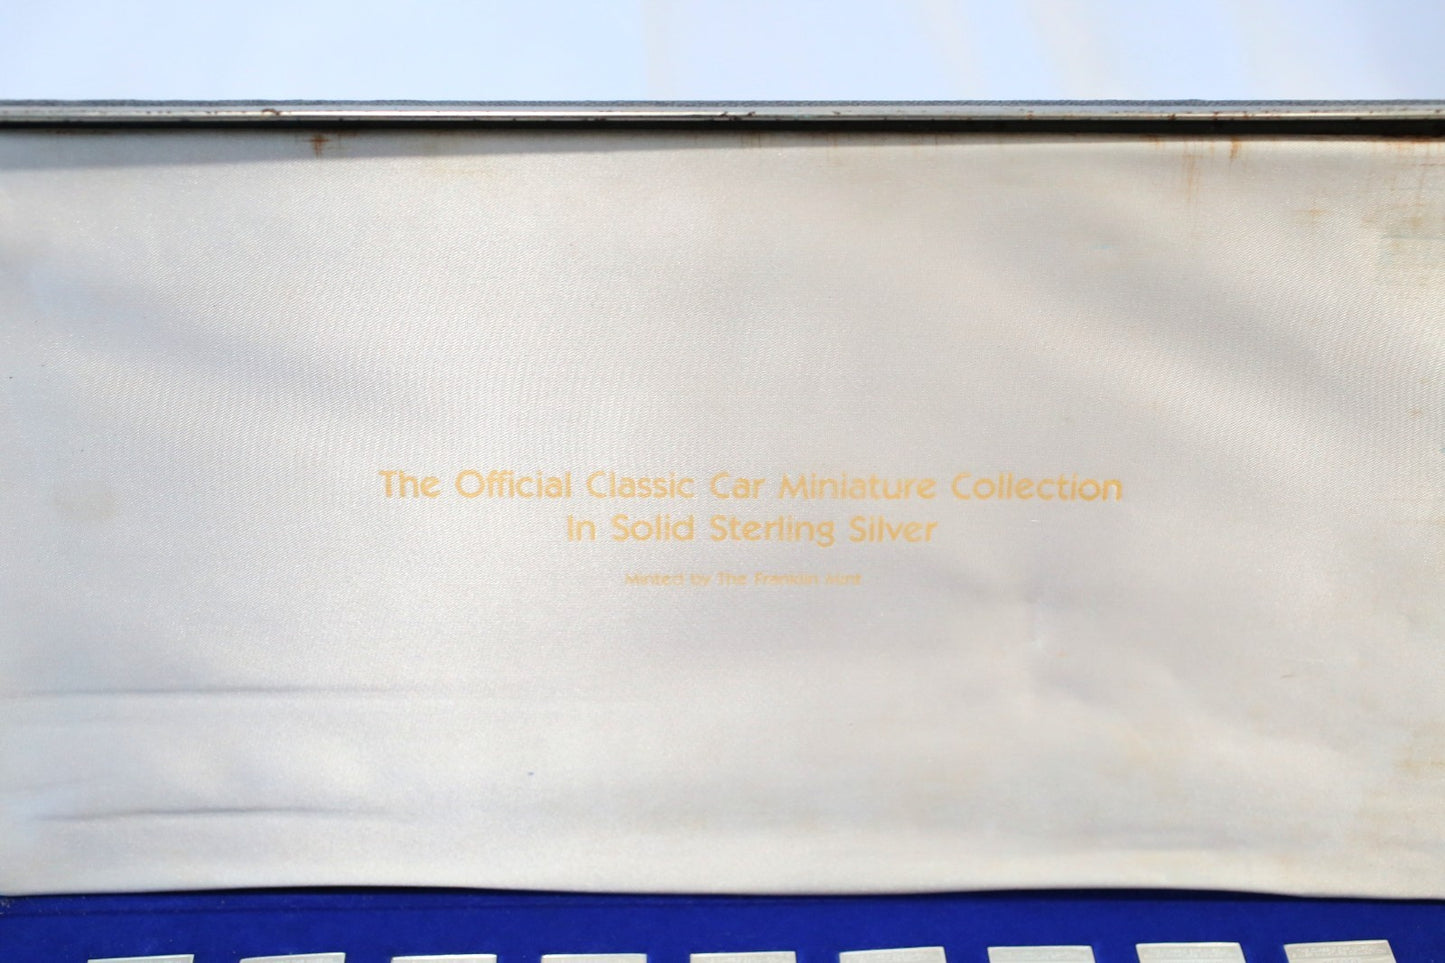 The Official Classic Car Miniature Collection
In Solid Sterling Silver
Minted by The Franklin Mint